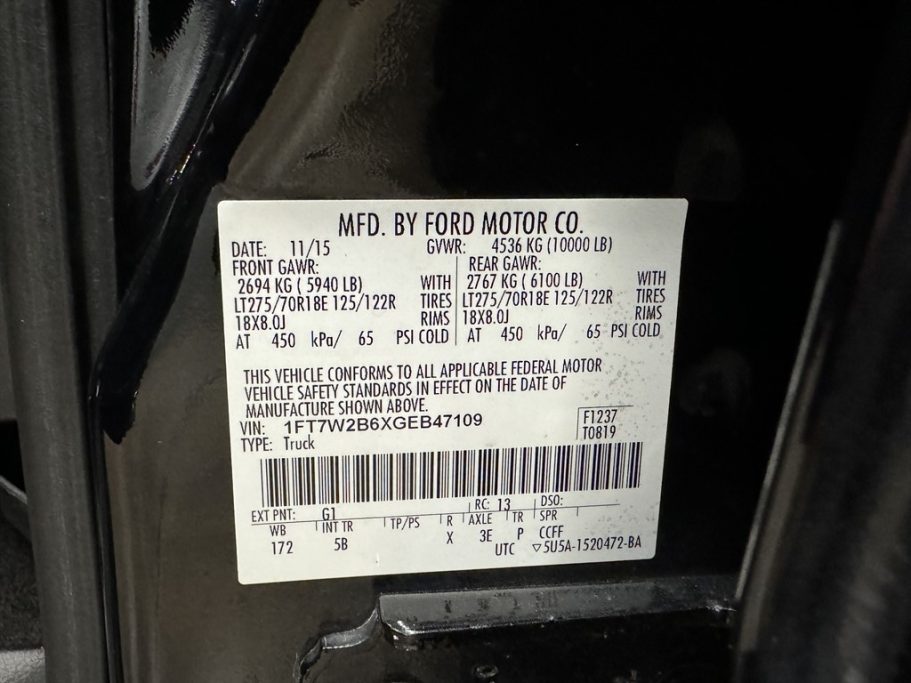 MFD. BY FORD MOTOR CO.
DATE: 11/15 GVWR: 4536 KG (10000 LB)
FRONT GAWR: REAR GAWR:
2694 KG ( 5940 LB) WITH 2767 KG ( 6100 LB) WITH
LT275/70R18E 125/122R TIRES LT275/70R18E 125/122R TIRES
18X8.0J RIMS 18X8.0J RIMS
AT 450 kPa/ 65 PSI COLD AT 450 kPa/ 65 PSI COLD
THIS VEHICLE CONFORMS TO ALL APPLICABLE FEDERAL MOTOR
VEHICLE SAFETY STANDARDS IN EFFECT ON THE DATE OF
MANUFACTURE SHOWN ABOVE.
VIN: 1FT7W2B6XGEB47109 F1237
TYPE: Truck T0819
EXT PNT: G1 RC: 13 DSO:
WB INT TR TP/PS R AXLE TR SPR
172 5B X 3E P CCFF
UTC ▽5U5A-1520472-BA